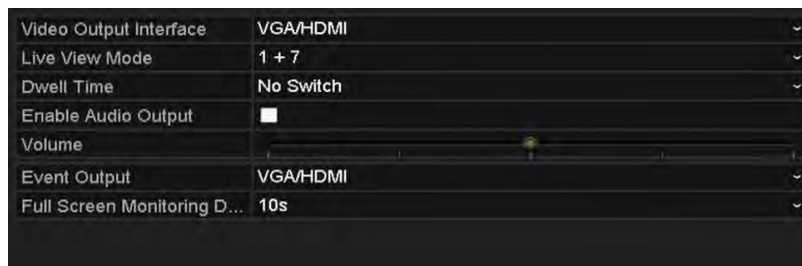 Video Output Interface VGA/HDMI
Live View Mode 1 + 7
Dwell Time No Switch
Enable Audio Output
Volume
Event Output VGA/HDMI
Full Screen Monitoring D... 10s